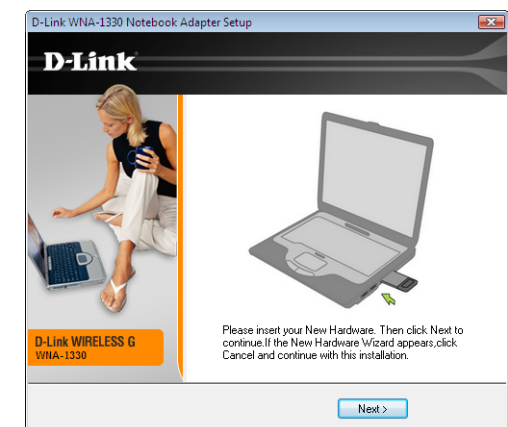 D-Link WNA-1330 Notebook Adapter Setup
D-Link
Please insert your New Hardware. Then click Next to
continue.If the New Hardware Wizard appears,click
Cancel and continue with this installation.
D-Link WIRELESS G
WNA-1330
Next >